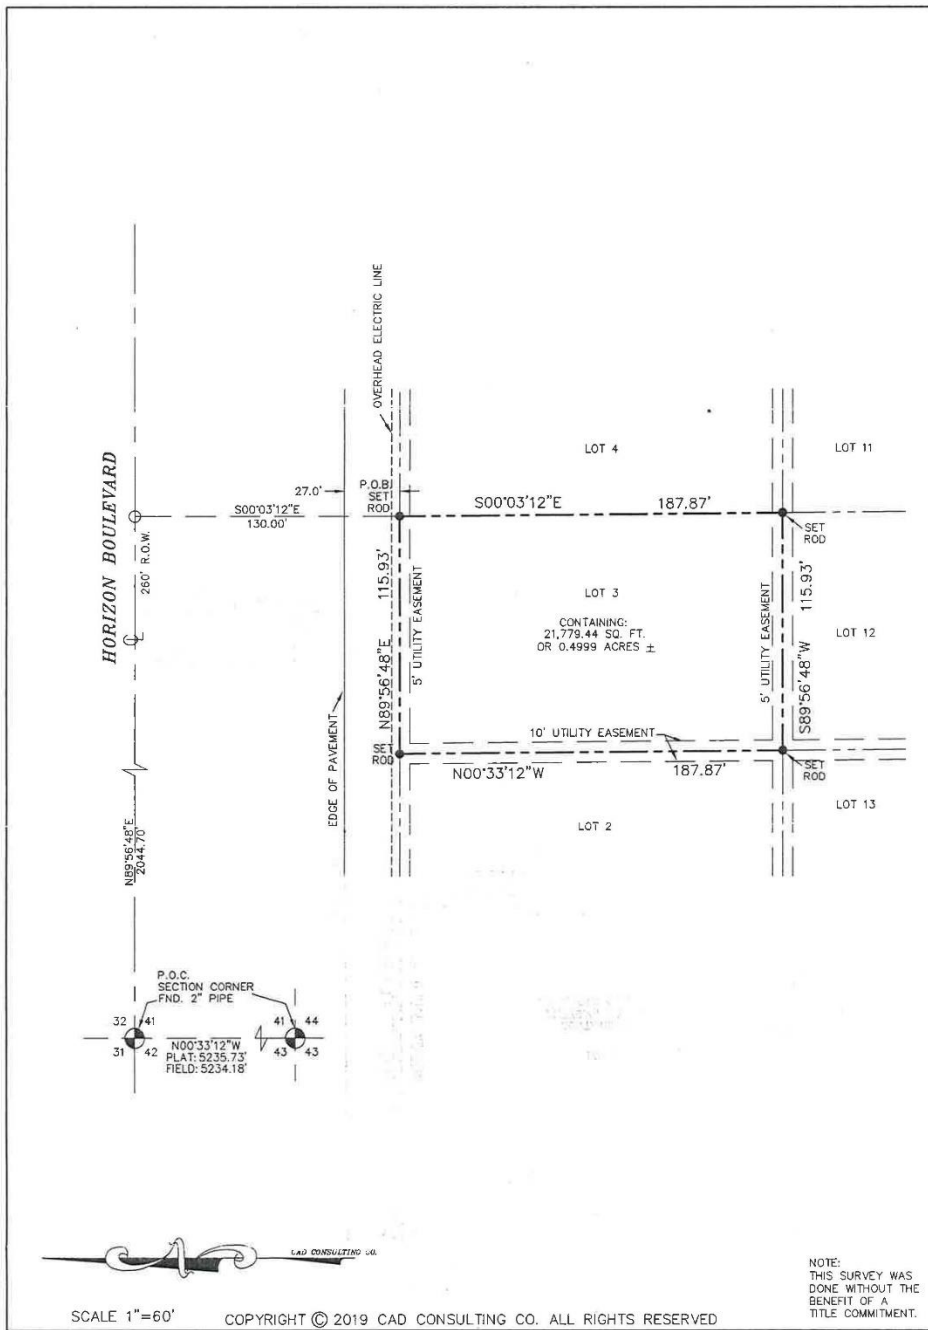 OVERHEAD ELECTRIC LINE
LOT 4
LOT 11
HORIZON BOULEVARD
260' R.O.W.
27.0'
P.O.B.
SET
ROD
S00°03'12"E
130.00'
S00°03'12"E
187.87'
SET
ROD
115.93'
N89°56'48"E
5' UTILITY EASEMENT
LOT 3
CONTAINING:
21,779.44 SQ. FT.
OR 0.4999 ACRES ±
5' UTILITY EASEMENT
115.93'
S89°56'48"W
LOT 12
EDGE OF PAVEMENT
10' UTILITY EASEMENT
SET
ROD
N00°33'12"W
187.87'
SET
ROD
LOT 2
LOT 13
N89°56'48"E
2044.70'
P.O.C.
SECTION CORNER
FND. 2" PIPE
32 41
31 42
N00°33'12"W
PLAT: 5235.73'
FIELD: 5234.18'
41 44
43 43
CAD CONSULTING CO.
NOTE:
THIS SURVEY WAS
DONE WITHOUT THE
BENEFIT OF A
TITLE COMMITMENT.
SCALE 1"=60'
COPYRIGHT © 2019 CAD CONSULTING CO. ALL RIGHTS RESERVED